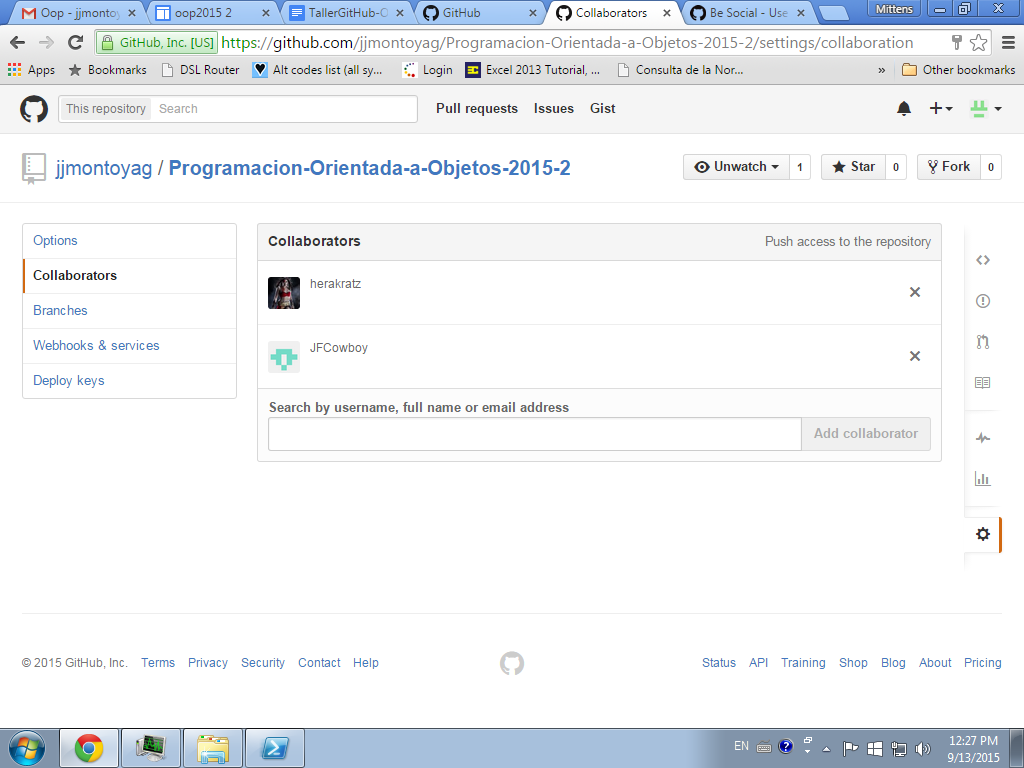 Oop - jjmontoy
oop2015 2
TallerGitHub-O
GitHub
Collaborators
Be Social - Use
Mittens
GitHub, Inc. [US]
https://github.com/jjmontoyag/Programacion-Orientada-a-Objetos-2015-2/settings/collaboration
Apps
Bookmarks
DSL Router
Alt codes list (all sy...
Login
Excel 2013 Tutorial, ...
Consulta de la Nor...
»
Other bookmarks
This repository
Search
Pull requests
Issues
Gist
jjmontoyag / Programacion-Orientada-a-Objetos-2015-2
Unwatch
1
Star
0
Fork
0
Options
Collaborators
Branches
Webhooks & services
Deploy keys
Collaborators
Push access to the repository
herakratz
JFCowboy
Search by username, full name or email address
Add collaborator
© 2015 GitHub, Inc.
Terms
Privacy
Security
Contact
Help
Status
API
Training
Shop
Blog
About
Pricing
EN
12:27 PM
9/13/2015